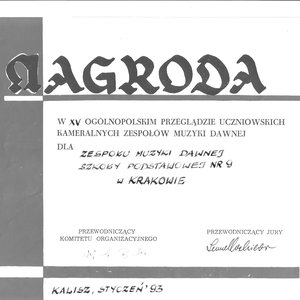 NAGRODA
W XV OGÓLNOPOLSKIM PRZEGLĄDZIE UCZNIOWSKICH
KAMERALNYCH ZESPOŁÓW MUZYKI DAWNEJ
DLA ZESPOŁU MUZYKI DAWNEJ
SZKOŁY PODSTAWOWEJ NR 9
W KRAKOWIE
PRZEWODNICZĄCY
KOMITETU ORGANIZACYJNEGO
PRZEWODNICZĄCY JURY
KALISZ, STYCZEŃ '93